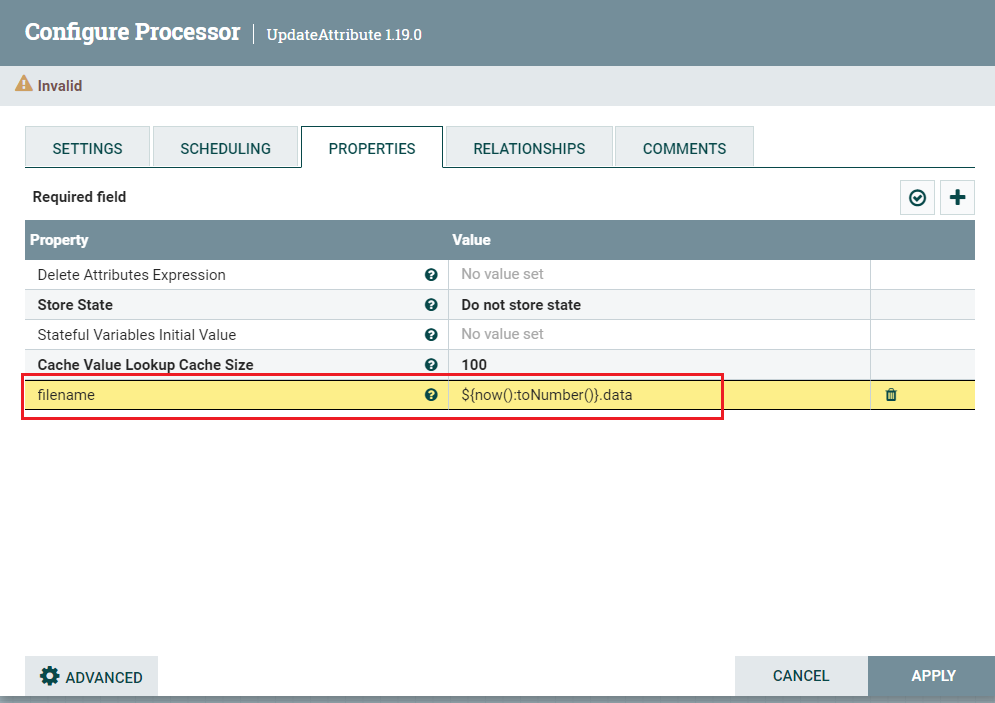 Configure Processor | UpdateAttribute 1.19.0
Invalid
SETTINGS SCHEDULING PROPERTIES RELATIONSHIPS COMMENTS
Required field
Property Value
Delete Attributes Expression No value set
Store State Do not store state
Stateful Variables Initial Value No value set
Cache Value Lookup Cache Size 100
filename ${now():toNumber()}.data
ADVANCED CANCEL APPLY